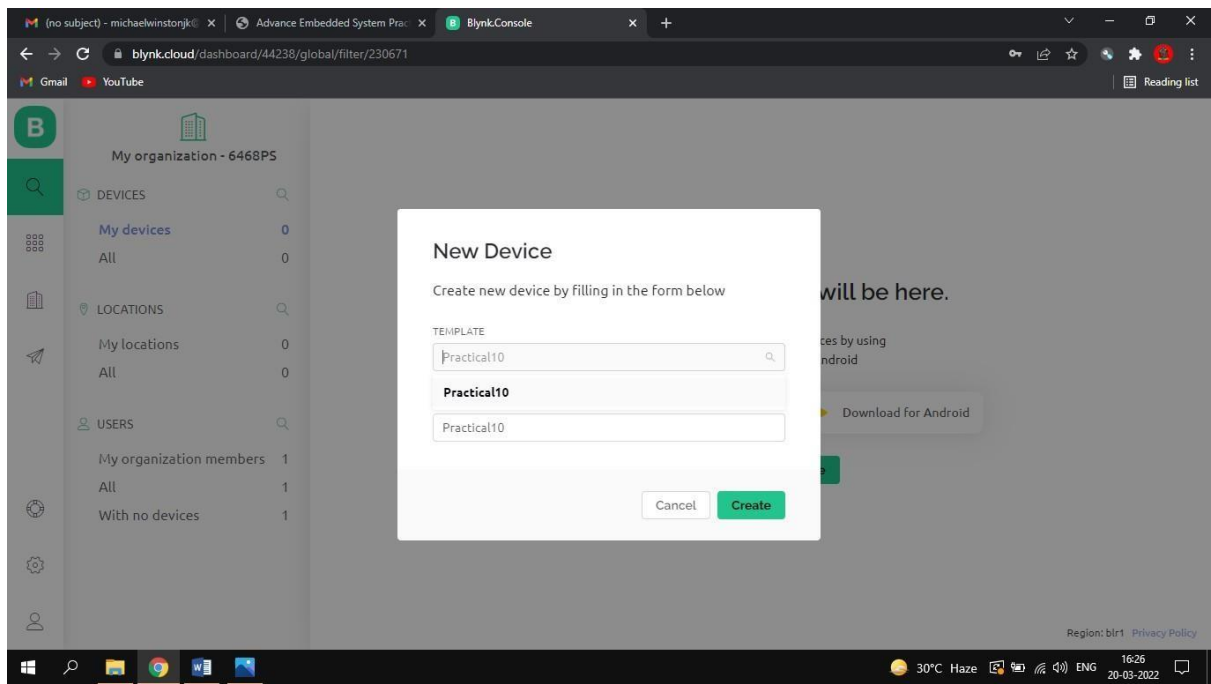 (no subject) - michaelwinstonjk
Advance Embedded System Prac
Blynk.Console
blynk.cloud/dashboard/44238/global/filter/230671
Gmail
YouTube
Reading list
B
My organization - 6468PS
DEVICES
My devices 0
All 0
LOCATIONS
My locations 0
All 0
USERS
My organization members 1
All 1
With no devices 1
New Device
Create new device by filling in the form below
TEMPLATE
Practical10
Practical10
Practical10
Cancel
Create
will be here.
ces by using
ndroid
Download for Android
Region: blr1 Privacy Policy
30°C Haze
ENG
16:26
20-03-2022